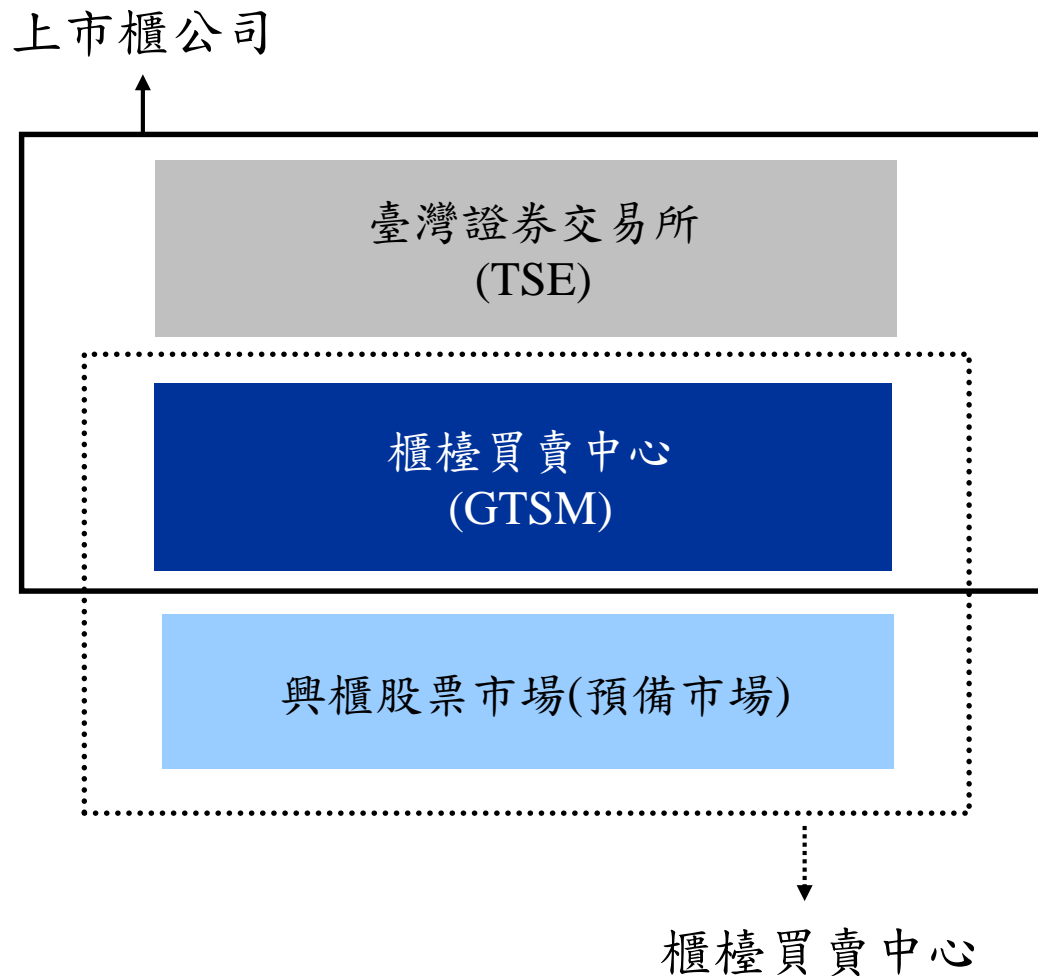 上市櫃公司
臺灣證券交易所
(TSE)
櫃檯買賣中心
(GTSM)
興櫃股票市場(預備市場)
櫃檯買賣中心